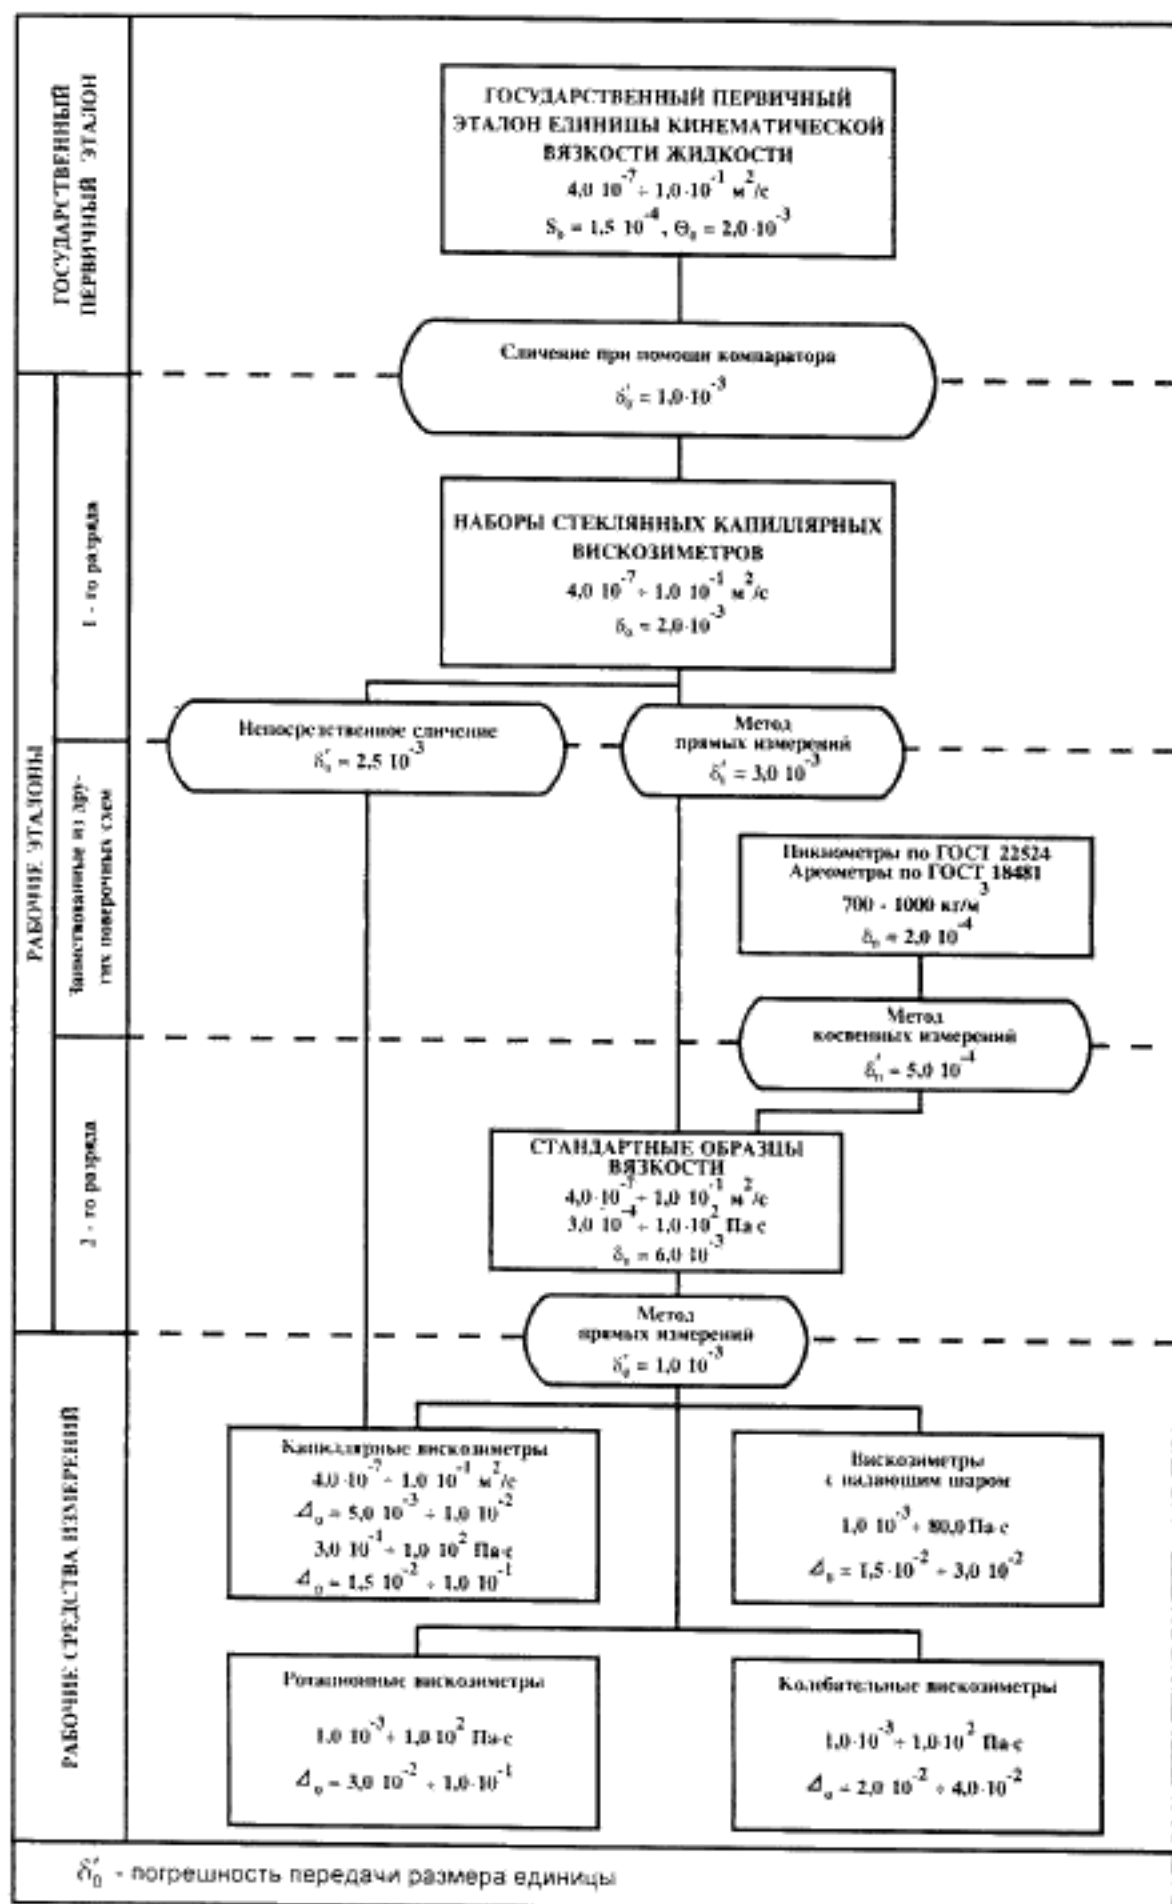 ГОСУДАРСТВЕННЫЙ
ПЕРВИЧНЫЙ ЭТАЛОН
ГОСУДАРСТВЕННЫЙ ПЕРВИЧНЫЙ
ЭТАЛОН ЕДИНИЦЫ КИНЕМАТИЧЕСКОЙ
ВЯЗКОСТИ ЖИДКОСТИ
4,0 10⁻⁷ ÷ 1,0·10⁻¹ м²/с
S₀ = 1,5 10⁻⁴, Θ₀ = 2,0·10⁻³
Сличение при помощи компаратора
δ₀' = 1,0·10⁻³
РАБОЧИЕ ЭТАЛОНЫ
1 - го разряда
НАБОРЫ СТЕКЛЯННЫХ КАПИЛЛЯРНЫХ
ВИСКОЗИМЕТРОВ
4,0 10⁻⁷ ÷ 1,0 10⁻¹ м²/с
δ₀ = 2,0·10⁻³
Непосредственное сличение
δ₀' = 2,5 10⁻³
Метод
прямых измерений
δ₀' = 3,0 10⁻³
Заимствованные из дру-
гих поверочных схем
Пикнометры по ГОСТ 22524
Ареометры по ГОСТ 18481
700 - 1000 кг/м³
δ₀ = 2,0 10⁻⁴
Метод
косвенных измерений
δ₀' = 5,0 10⁻⁴
2 - го разряда
СТАНДАРТНЫЕ ОБРАЗЦЫ
ВЯЗКОСТИ
4,0·10⁻⁷ ÷ 1,0 10⁻¹ м²/с
3,0 10⁻⁴ ÷ 1,0·10² Па·с
δ₀ = 6,0 10⁻³
Метод
прямых измерений
δ₀' = 1,0 10⁻³
РАБОЧИЕ СРЕДСТВА ИЗМЕРЕНИЙ
Капиллярные вискозиметры
4,0·10⁻⁷ ÷ 1,0 10⁻¹ м²/с
Δ₀ = 5,0 10⁻³ ÷ 1,0 10⁻²
÷ 1,0 10² Па·с
Δ₀ = 1,5 10⁻² ÷ 1,0 10⁻¹
Вискозиметры
с падающим шаром
1,0 10⁻³ ÷ 80,0 Па·с
Δ₀ = 1,5·10⁻² ÷ 3,0 10⁻²
Ротационные вискозиметры
1,0 10⁻³ ÷ 1,0 10² Па·с
Δ₀ = 3,0 10⁻² ÷ 1,0·10⁻¹
Колебательные вискозиметры
1,0·10⁻³ ÷ 1,0·10² Па·с
Δ₀ = 2,0 10⁻² ÷ 4,0·10⁻²
δ₀' - погрешность передачи размера единицы